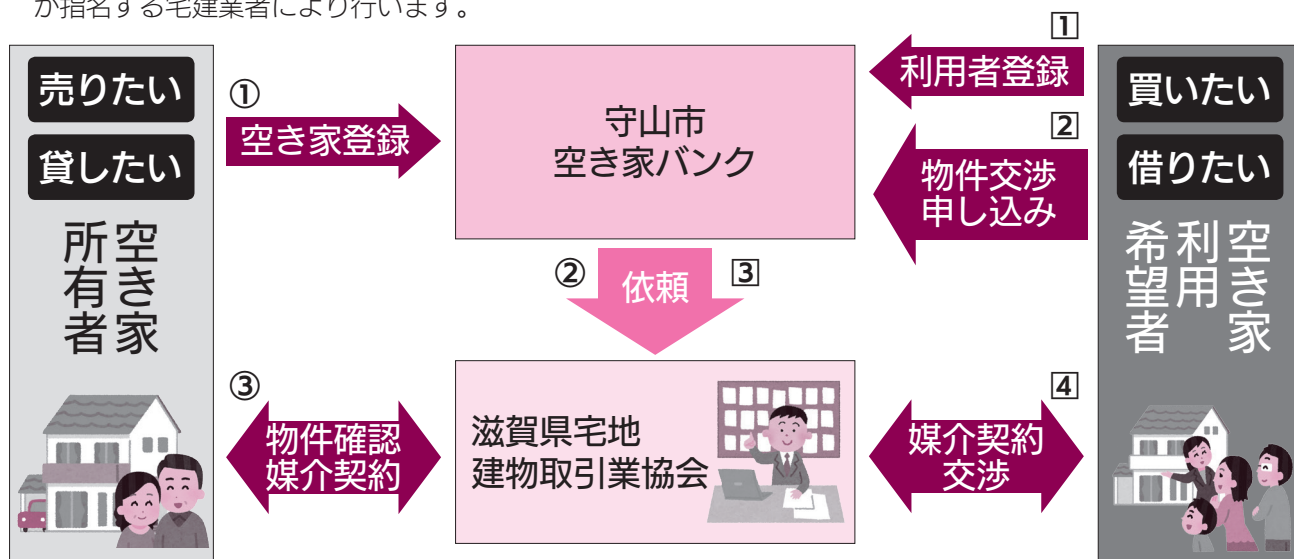 が指名する宅建業者により行います。
売りたい
貸したい
空き家
所有者
①
空き家登録
守山市
空き家バンク
1
利用者登録
2
物件交渉
申し込み
買いたい
借りたい
空き家
利用
希望者
②
依頼
3
③
物件確認
媒介契約
滋賀県宅地
建物取引業協会
4
媒介契約
交渉